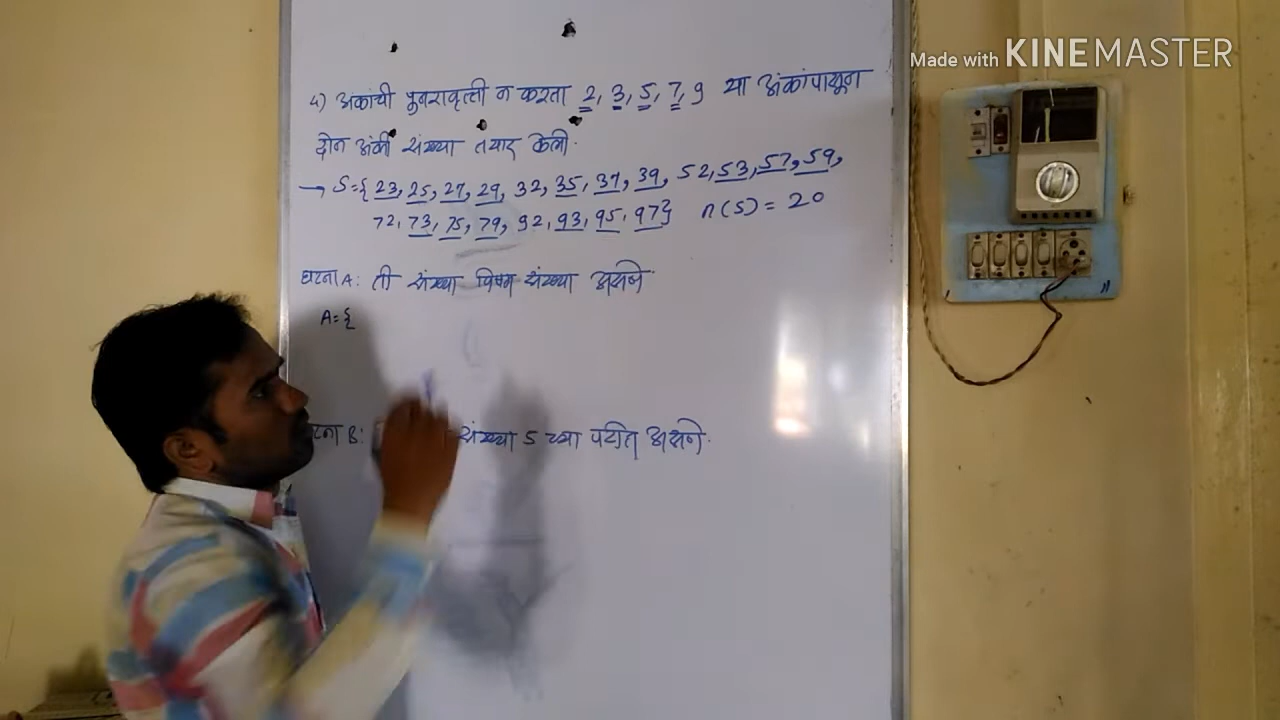 Made with KINEMASTER
५) अंकांची पुनरावृत्ती न करता 2, 3, 5, 7, 9 या अंकांपासून
दोन अंकी संख्या तयार केली.
→ S={ 23, 25, 27, 29, 32, 35, 37, 39, 52, 53, 57, 59,
72, 73, 75, 79, 92, 93, 95, 97} n(S) = 20
घटना A: ती संख्या विषम संख्या असणे
A={
B: संख्या 5 च्या पटीत असणे.